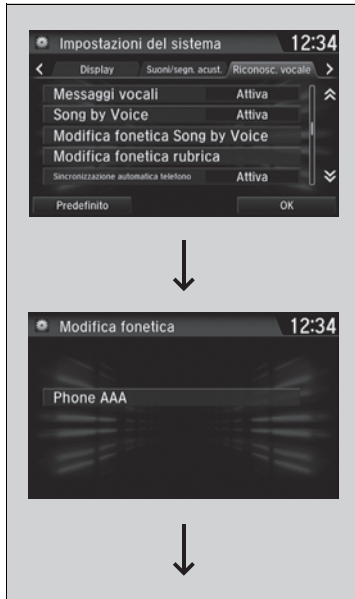 Impostazioni del sistema 12:34
Display Suoni/segn. acust. Riconosc. vocale
Messaggi vocali Attiva
Song by Voice Attiva
Modifica fonetica Song by Voice
Modifica fonetica rubrica
Sincronizzazione automatica telefono Attiva
Predefinito OK
Modifica fonetica 12:34
Phone AAA